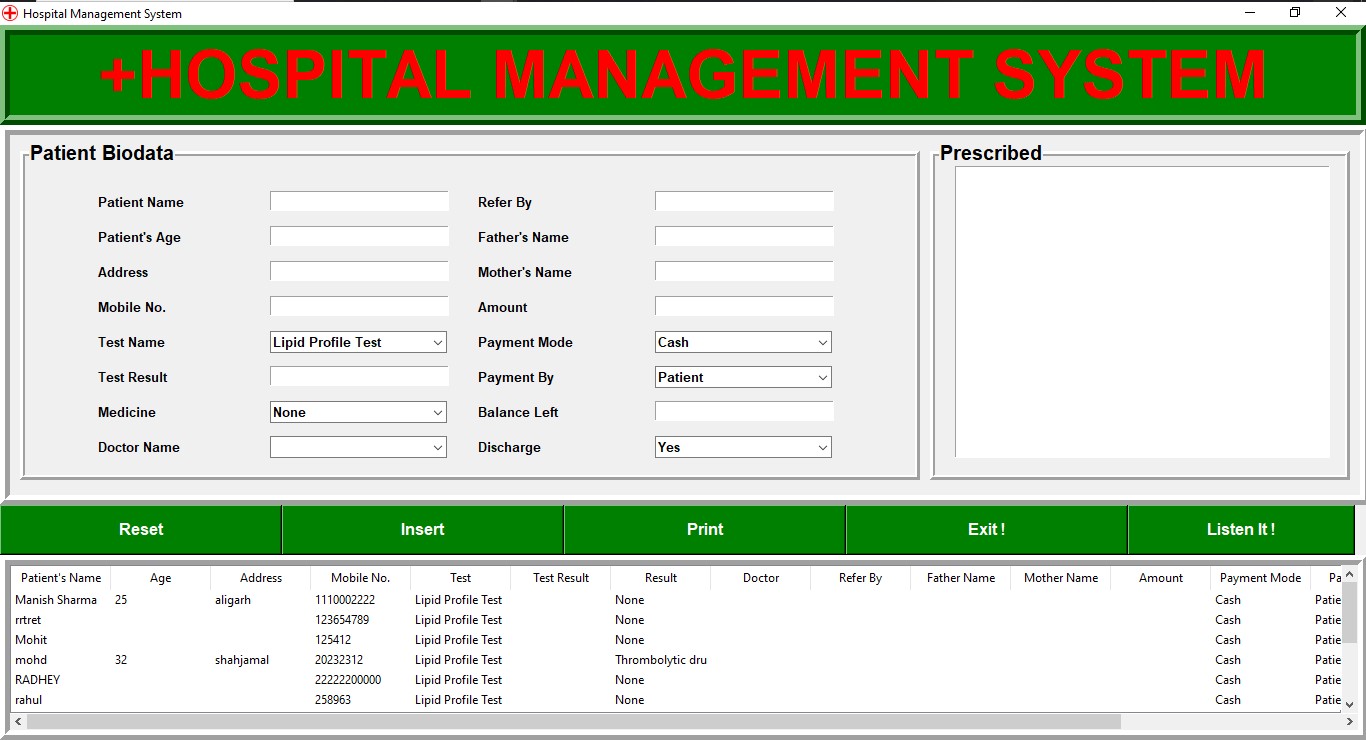 Hospital Management System
+HOSPITAL MANAGEMENT SYSTEM
Patient Biodata
Patient Name
Refer By
Patient's Age
Father's Name
Address
Mother's Name
Mobile No.
Amount
Test Name Lipid Profile Test
Payment Mode Cash
Test Result
Payment By Patient
Medicine None
Balance Left
Doctor Name
Discharge Yes
Prescribed
Reset Insert Print Exit ! Listen It !
Patient's Name Age Address Mobile No. Test Test Result Result Doctor Refer By Father Name Mother Name Amount Payment Mode Pa
Manish Sharma 25 aligarh 1110002222 Lipid Profile Test None Cash Patie
rrtret 123654789 Lipid Profile Test None Cash Patie
Mohit 125412 Lipid Profile Test None Cash Patie
mohd 32 shahjamal 20232312 Lipid Profile Test Thrombolytic dru Cash Patie
RADHEY 22222200000 Lipid Profile Test None Cash Patie
rahul 258963 Lipid Profile Test None Cash Patie